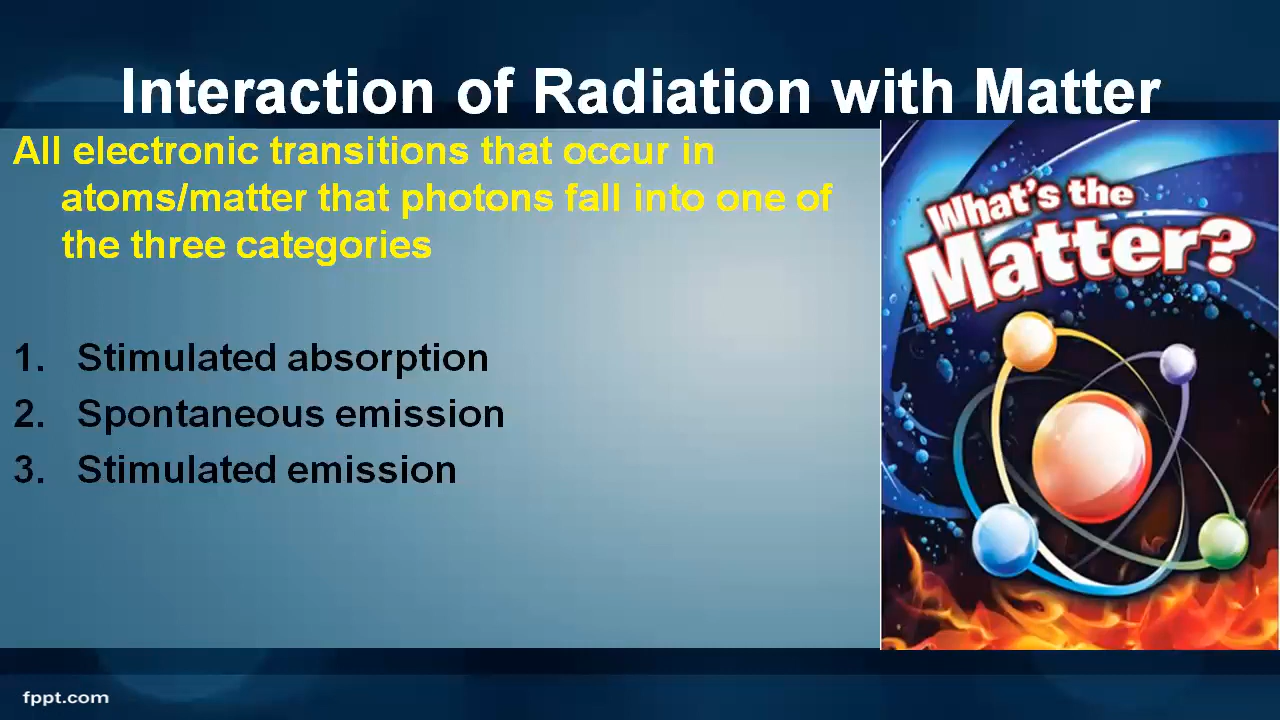 Interaction of Radiation with Matter
All electronic transitions that occur in
atoms/matter that photons fall into one of
the three categories
1. Stimulated absorption
2. Spontaneous emission
3. Stimulated emission
What's the
Matter?
fppt.com